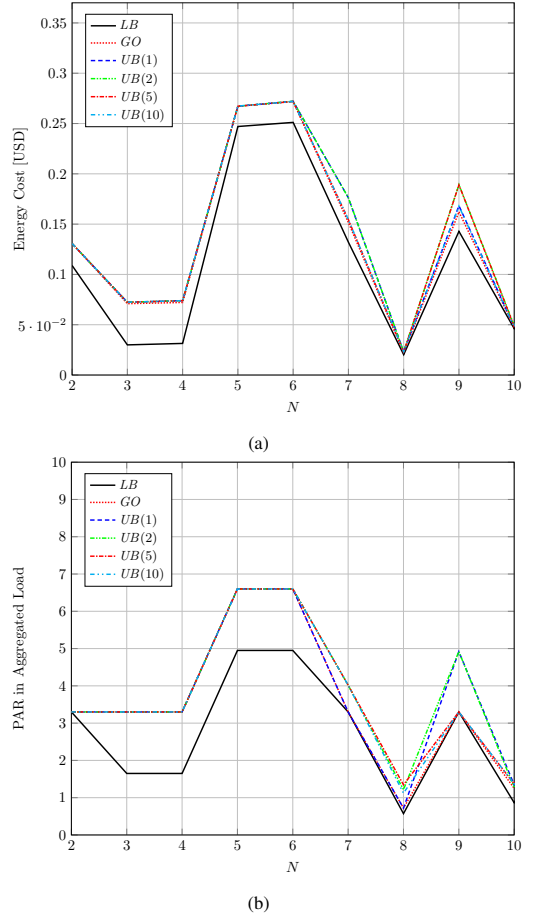 0.35
0.3
0.25
0.2
0.15
0.1
5 · 10⁻²
0
Energy Cost [USD]
LB
GO
UB(1)
UB(2)
UB(5)
UB(10)
2 3 4 5 6 7 8 9 10
N
(a)
10
9
8
7
6
5
4
3
2
1
0
PAR in Aggregated Load
LB
GO
UB(1)
UB(2)
UB(5)
UB(10)
2 3 4 5 6 7 8 9 10
N
(b)